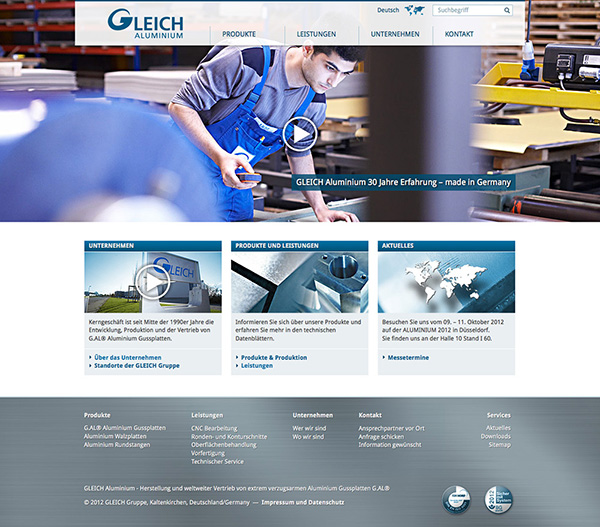 GLEICH
ALUMINIUM
Deutsch
Suchbegriff
PRODUKTE
LEISTUNGEN
UNTERNEHMEN
KONTAKT
GLEICH Aluminium 30 Jahre Erfahrung – made in Germany
UNTERNEHMEN
GLEICH
Kerngeschäft ist seit Mitte der 1990er Jahre die
Entwicklung, Produktion und der Vertrieb von
G.AL® Aluminium Gussplatten.
Über das Unternehmen
Standorte der GLEICH Gruppe
PRODUKTE UND LEISTUNGEN
Informieren Sie sich über unsere Produkte und
erfahren Sie mehr in den technischen
Datenblättern.
Produkte & Produktion
Leistungen
AKTUELLES
Besuchen Sie uns vom 09. – 11. Oktober 2012
auf der ALUMINIUM 2012 in Düsseldorf.
Sie finden uns an der Halle 10 Stand I 60.
Messetermine
Produkte
G.AL® Aluminium Gussplatten
Aluminium Walzplatten
Aluminium Rundstangen
Leistungen
CNC Bearbeitung
Ronden- und Konturschnitte
Oberflächenbehandlung
Vorfertigung
Technischer Service
Unternehmen
Wer wir sind
Wo wir sind
Kontakt
Ansprechpartner vor Ort
Anfrage schicken
Information gewünscht
Services
Aktuelles
Downloads
Sitemap
GLEICH Aluminium - Herstellung und weltweiter Vertrieb von extrem verzugsarmen Aluminium Gussplatten G.AL®
© 2012 GLEICH Gruppe, Kaltenkirchen, Deutschland/Germany — Impressum und Datenschutz
2012
Sicher
mit
System